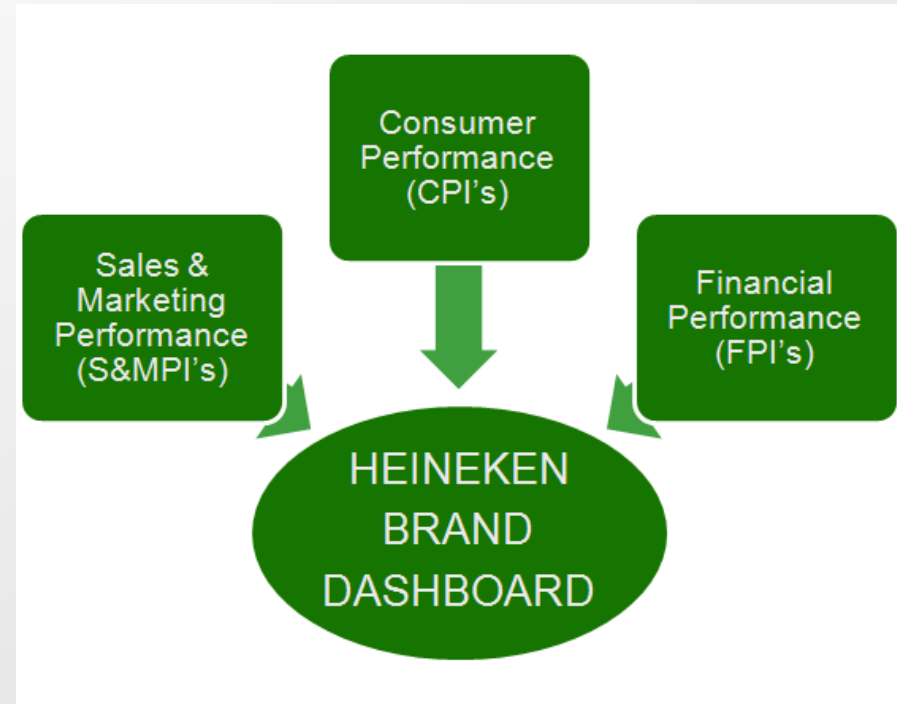 Consumer
Performance
(CPI's)
Sales &
Marketing
Performance
(S&MPI's)
Financial
Performance
(FPI's)
HEINEKEN
BRAND
DASHBOARD